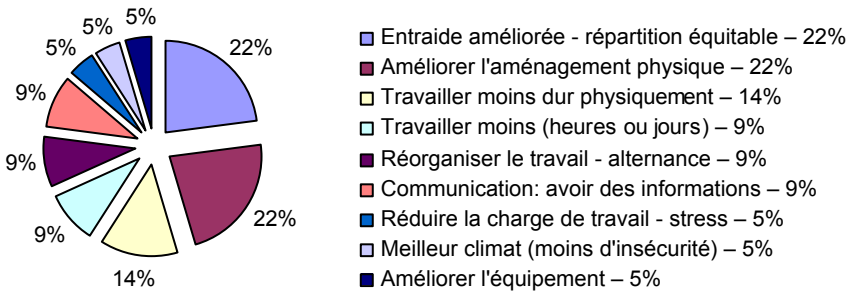 5%
5%
5%
22%
9%
9%
9%
22%
14%
Entraide améliorée - répartition équitable – 22%
Améliorer l'aménagement physique – 22%
Travailler moins dur physiquement – 14%
Travailler moins (heures ou jours) – 9%
Réorganiser le travail - alternance – 9%
Communication: avoir des informations – 9%
Réduire la charge de travail - stress – 5%
Meilleur climat (moins d'insécurité) – 5%
Améliorer l'équipement – 5%